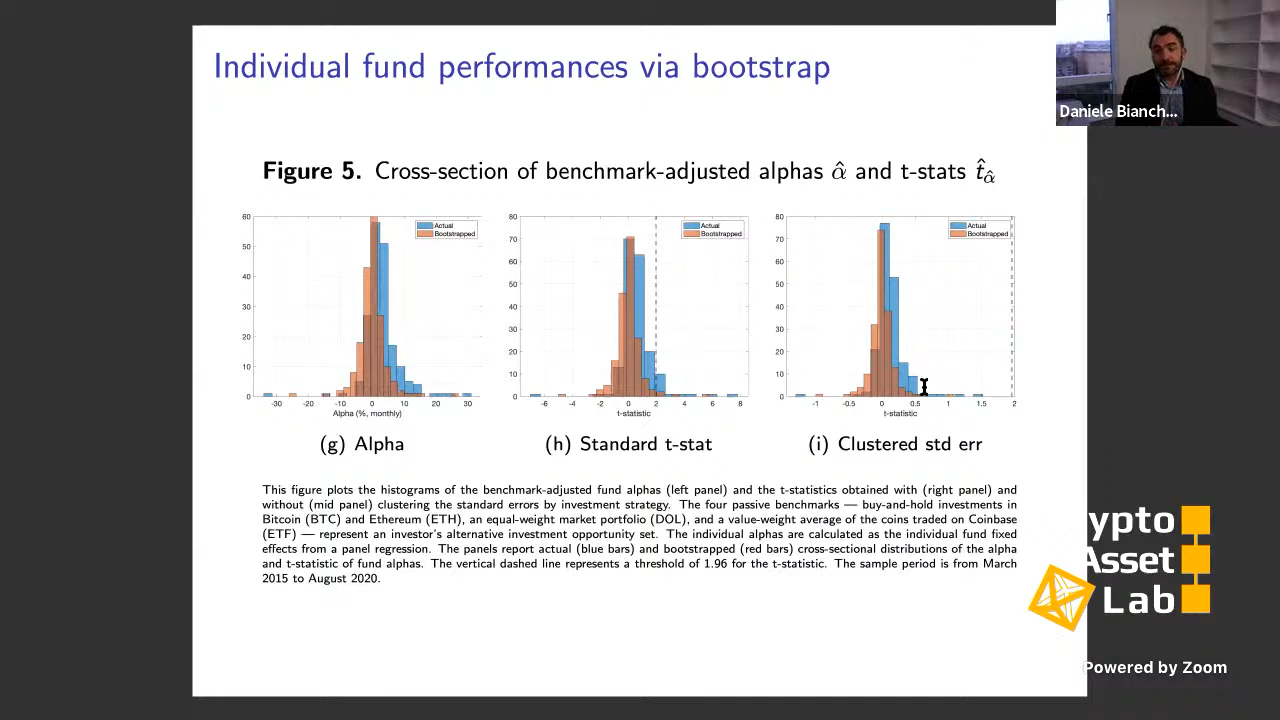 Individual fund performances via bootstrap
Daniele Bianch...
Figure 5. Cross-section of benchmark-adjusted alphas α̂ and t-stats t̂α̂
60
50
40
30
20
10
0
-30 -20 -10 0 10 20 30
Alpha (%, monthly)
Actual
Bootstrapped
(g) Alpha
80
70
60
50
40
30
20
10
0
-6 -4 -2 0 2 4 6 8
t-statistic
Actual
Bootstrapped
(h) Standard t-stat
80
70
60
50
40
30
20
10
0
-1 -0.5 0 0.5 1 1.5 2
t-statistic
Actual
Bootstrapped
(i) Clustered std err
This figure plots the histograms of the benchmark-adjusted fund alphas (left panel) and the t-statistics obtained with (right panel) and
without (mid panel) clustering the standard errors by investment strategy. The four passive benchmarks — buy-and-hold investments in
Bitcoin (BTC) and Ethereum (ETH), an equal-weight market portfolio (DOL), and a value-weight average of the coins traded on Coinbase
(ETF) — represent an investor's alternative investment opportunity set. The individual alphas are calculated as the individual fund fixed
effects from a panel regression. The panels report actual (blue bars) and bootstrapped (red bars) cross-sectional distributions of the alpha
and t-statistic of fund alphas. The vertical dashed line represents a threshold of 1.96 for the t-statistic. The sample period is from March
2015 to August 2020.
ypto
Asset
Lab
Powered by Zoom